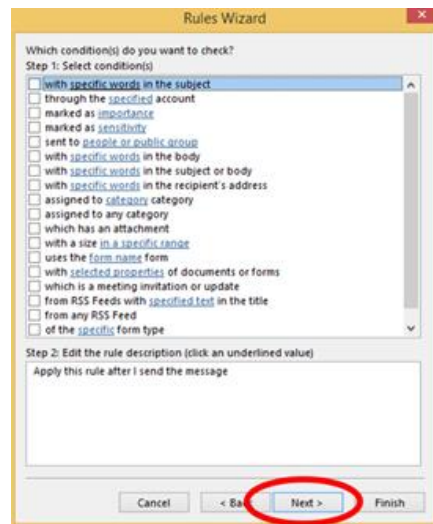 Rules Wizard
Which condition(s) do you want to check?
Step 1: Select condition(s)
with specific words in the subject
through the specified account
marked as importance
marked as sensitivity
sent to people or public group
with specific words in the body
with specific words in the subject or body
with specific words in the recipient's address
assigned to category category
assigned to any category
which has an attachment
with a size in a specific range
uses the form name form
with selected properties of documents or forms
which is a meeting invitation or update
from RSS Feeds with specified text in the title
from any RSS Feed
of the specific form type
Step 2: Edit the rule description (click an underlined value)
Apply this rule after I send the message
Cancel < Ba Next > Finish